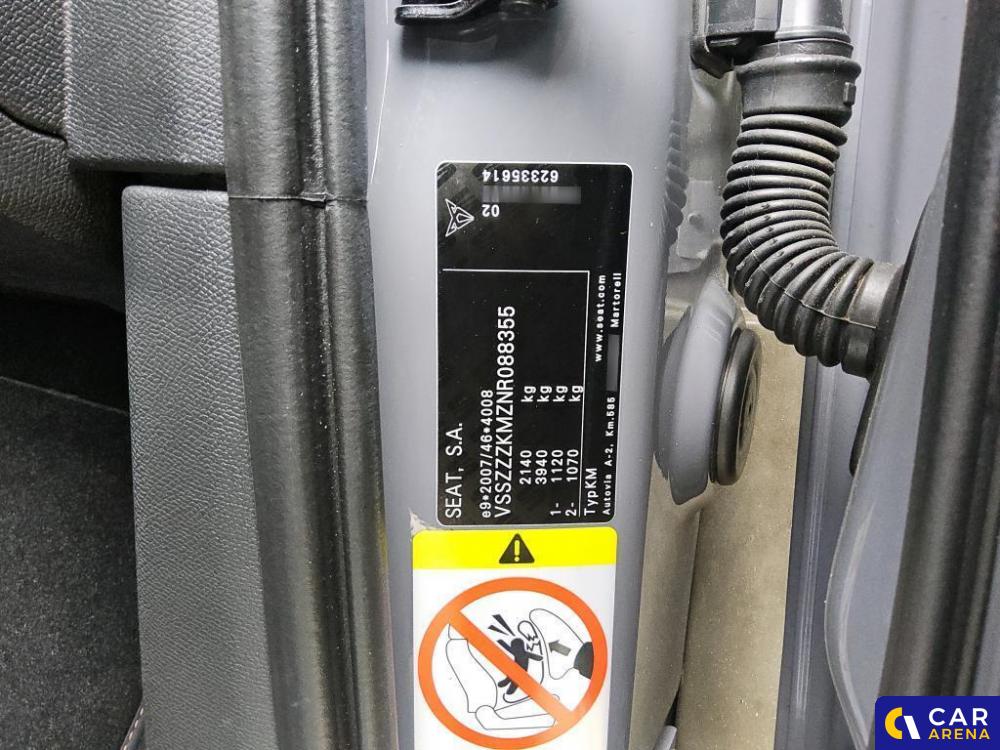 SEAT, S.A.
e9*2007/46*4008
VSSZZZKMZNR088355
2140 kg
3940 kg
1- 1120 kg
2- 1070 kg
TypKM
Autovia A-2, Km.585 Martorell
www.seat.com
02
62335614
CAR
ARENA